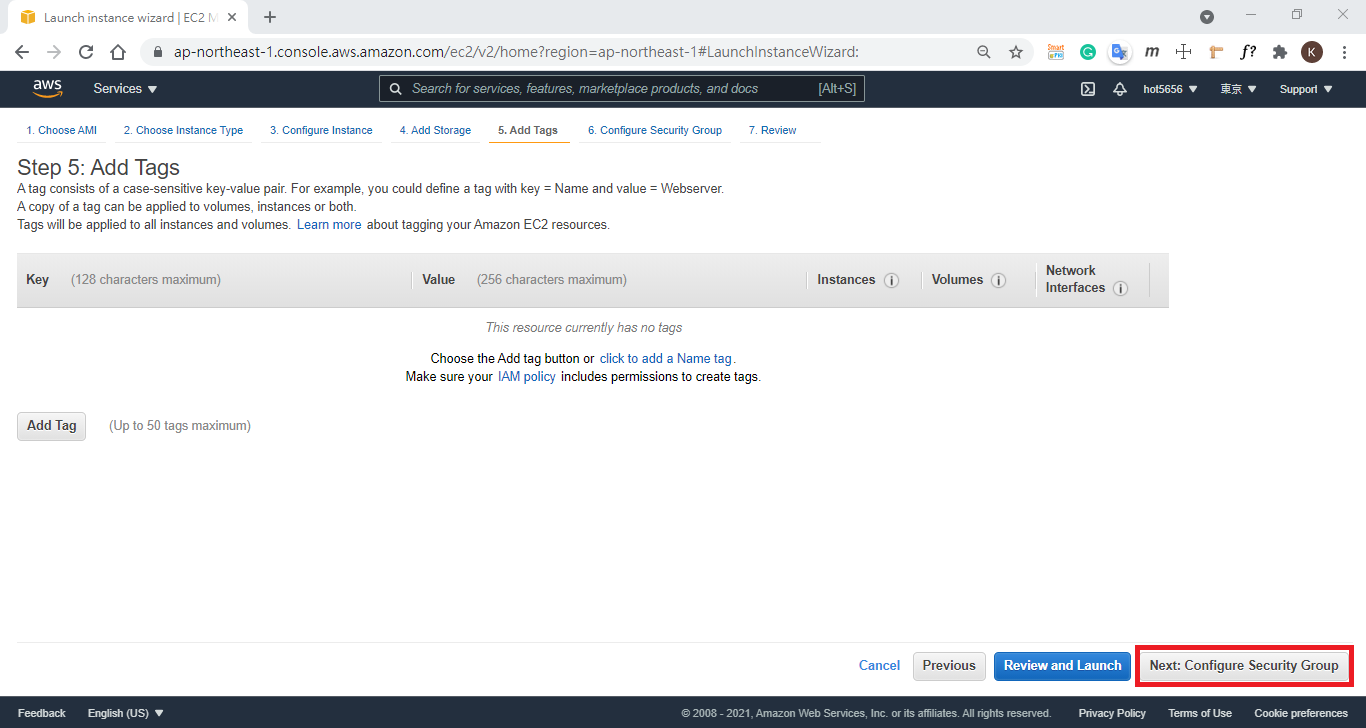 Launch instance wizard | EC2 M
ap-northeast-1.console.aws.amazon.com/ec2/v2/home?region=ap-northeast-1#LaunchInstanceWizard:
m
f?
K
aws
Services
Search for services, features, marketplace products, and docs
[Alt+S]
hot5656
東京
Support
1. Choose AMI
2. Choose Instance Type
3. Configure Instance
4. Add Storage
5. Add Tags
6. Configure Security Group
7. Review
Step 5: Add Tags
A tag consists of a case-sensitive key-value pair. For example, you could define a tag with key = Name and value = Webserver.
A copy of a tag can be applied to volumes, instances or both.
Tags will be applied to all instances and volumes. Learn more about tagging your Amazon EC2 resources.
Key (128 characters maximum)
Value (256 characters maximum)
Instances
Volumes
Network
Interfaces
This resource currently has no tags
Choose the Add tag button or click to add a Name tag.
Make sure your IAM policy includes permissions to create tags.
Add Tag
(Up to 50 tags maximum)
Cancel
Previous
Review and Launch
Next: Configure Security Group
Feedback
English (US)
© 2008 - 2021, Amazon Web Services, Inc. or its affiliates. All rights reserved.
Privacy Policy
Terms of Use
Cookie preferences